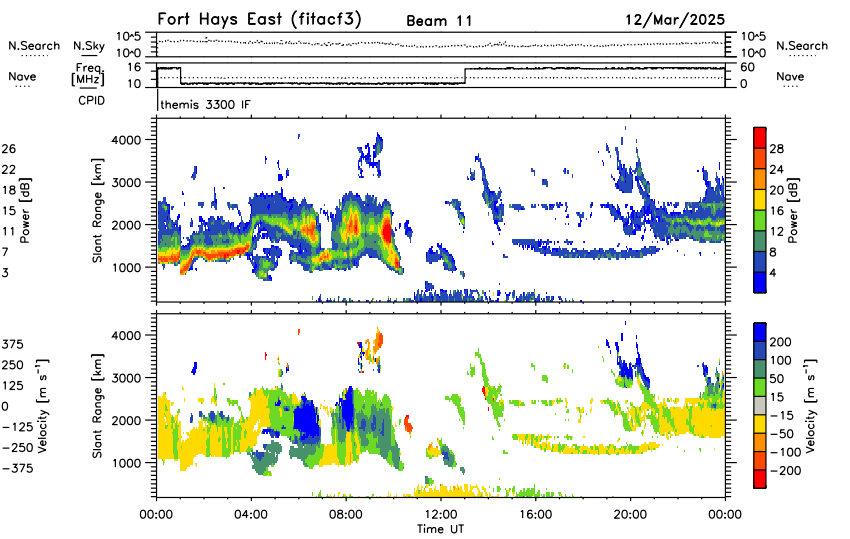 Fort Hays East (fitacf3) Beam 11 12/Mar/2025
N.Search N.Sky 10^5 10^0 10^5 10^0 N.Search
Nave Freq. [MHz] 16 10 60 0 Nave
CPID themis 3300 IF
26 22 18 15 11 7 3
Power [dB]
Slant Range [km]
4000
3000
2000
1000
28 24 20 16 12 8 4
Power [dB]
375 250 125 0 −125 −250 −375
Velocity [m s⁻¹]
Slant Range [km]
4000
3000
2000
1000
200 100 50 15 −15 −50 −100 −200
Velocity [m s⁻¹]
00:00 04:00 08:00 12:00 16:00 20:00 00:00
Time UT